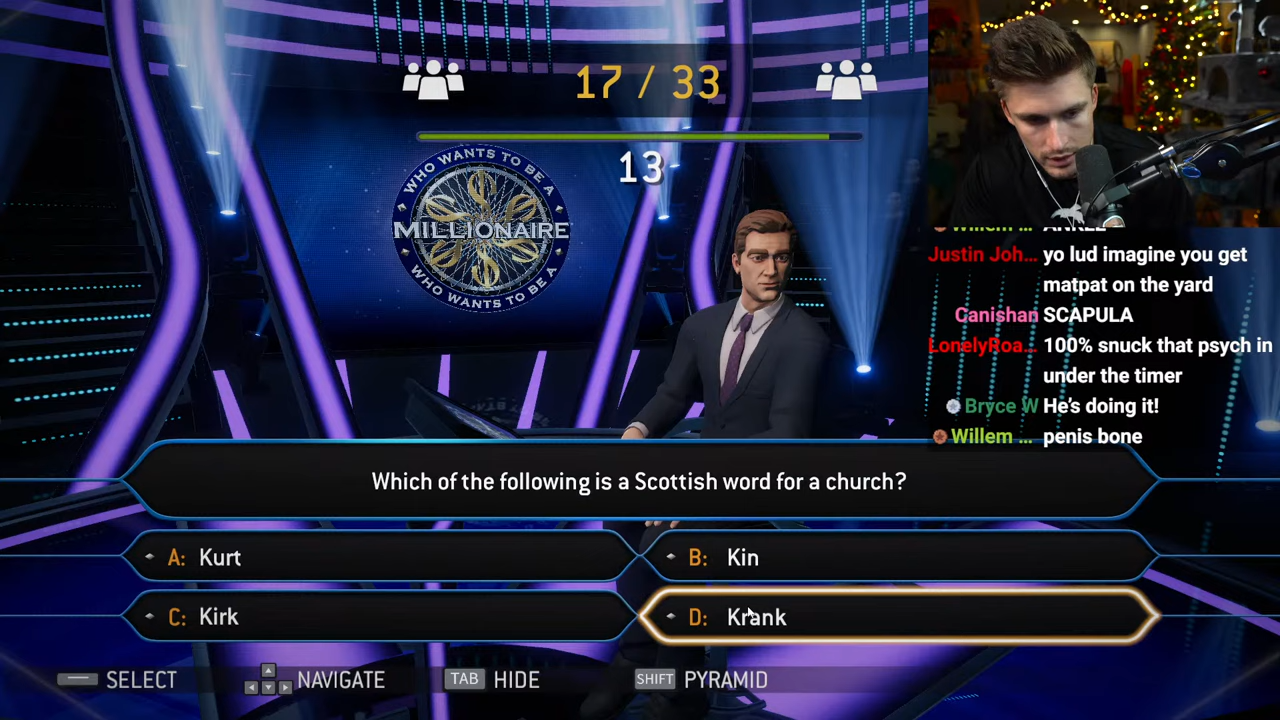 17 / 33
13
WHO WANTS TO BE A
MILLIONAIRE
WHO WANTS TO BE A
Willem ... ANKLE
Justin Joh... yo lud imagine you get
matpat on the yard
Canishan SCAPULA
LonelyRoa... 100% snuck that psych in
under the timer
Bryce W He's doing it!
Willem ... penis bone
Which of the following is a Scottish word for a church?
A: Kurt
B: Kin
C: Kirk
D: Krank
SELECT
NAVIGATE
TAB HIDE
SHIFT PYRAMID